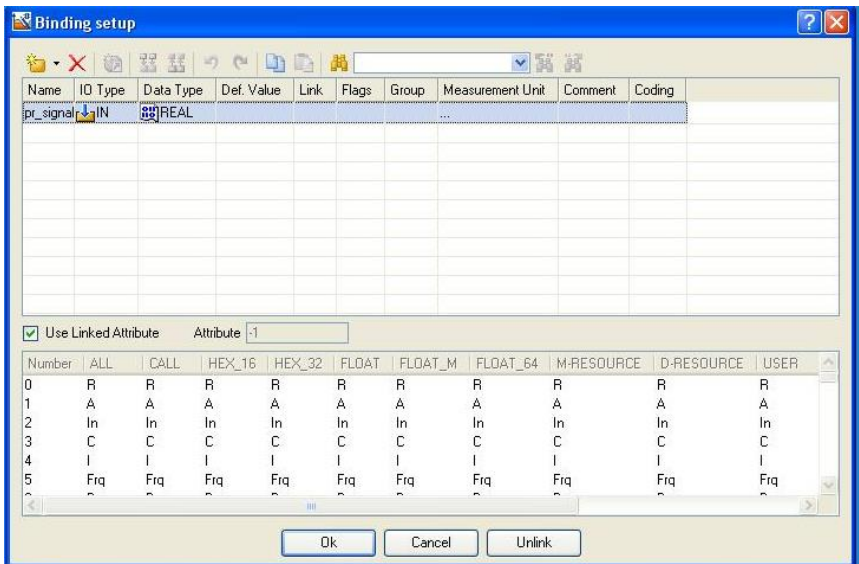 Binding setup
Name IO Type Data Type Def. Value Link Flags Group Measurement Unit Comment Coding
pr_signal IN REAL ...
Use Linked Attribute Attribute -1
Number ALL CALL HEX_16 HEX_32 FLOAT FLOAT_M FLOAT_64 M-RESOURCE D-RESOURCE USER
0 R R R R R R R R R R
1 A A A A A A A A A A
2 In In In In In In In In In In
3 C C C C C C C C C C
4 I I I I I I I I I I
5 Frq Frq Frq Frq Frq Frq Frq Frq Frq Frq
Ok Cancel Unlink